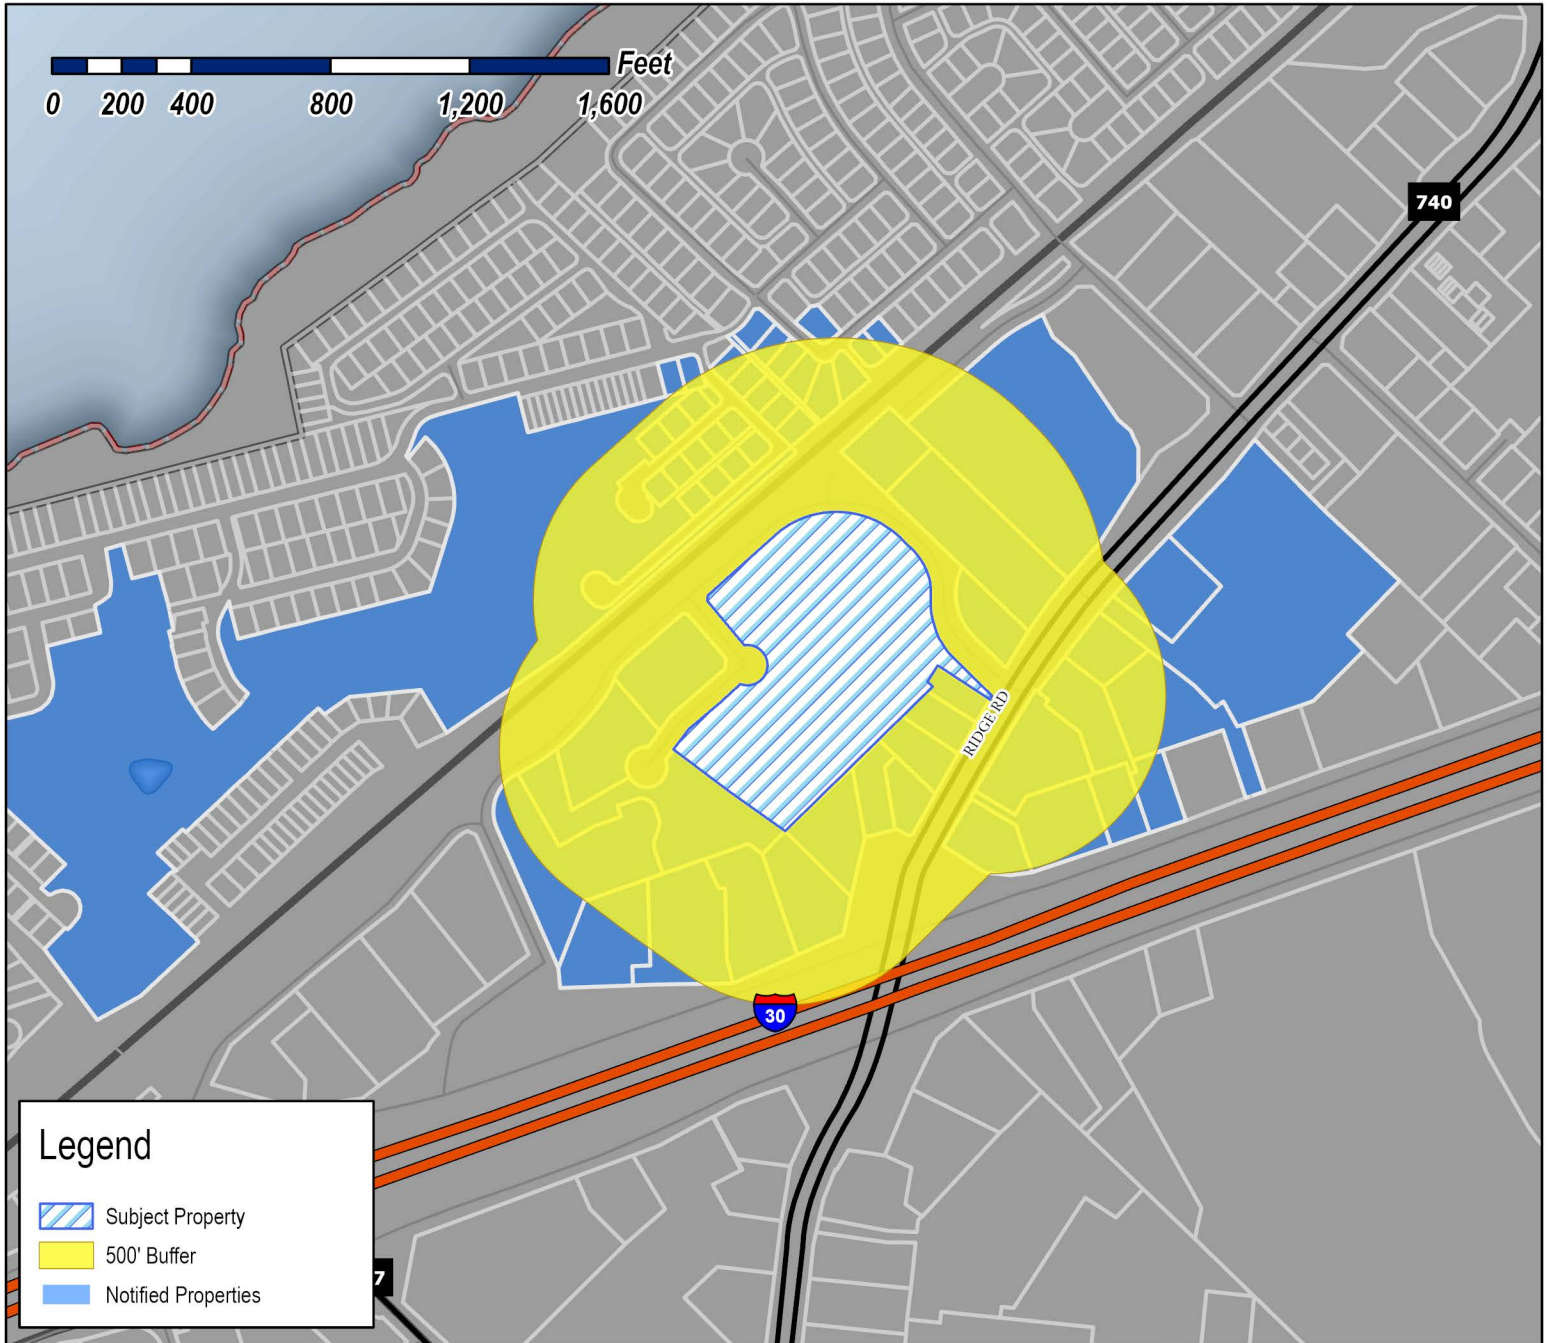 Feet
0 200 400 800 1,200 1,600
740
RIDGE RD
30
Legend
Subject Property
500' Buffer
Notified Properties
7